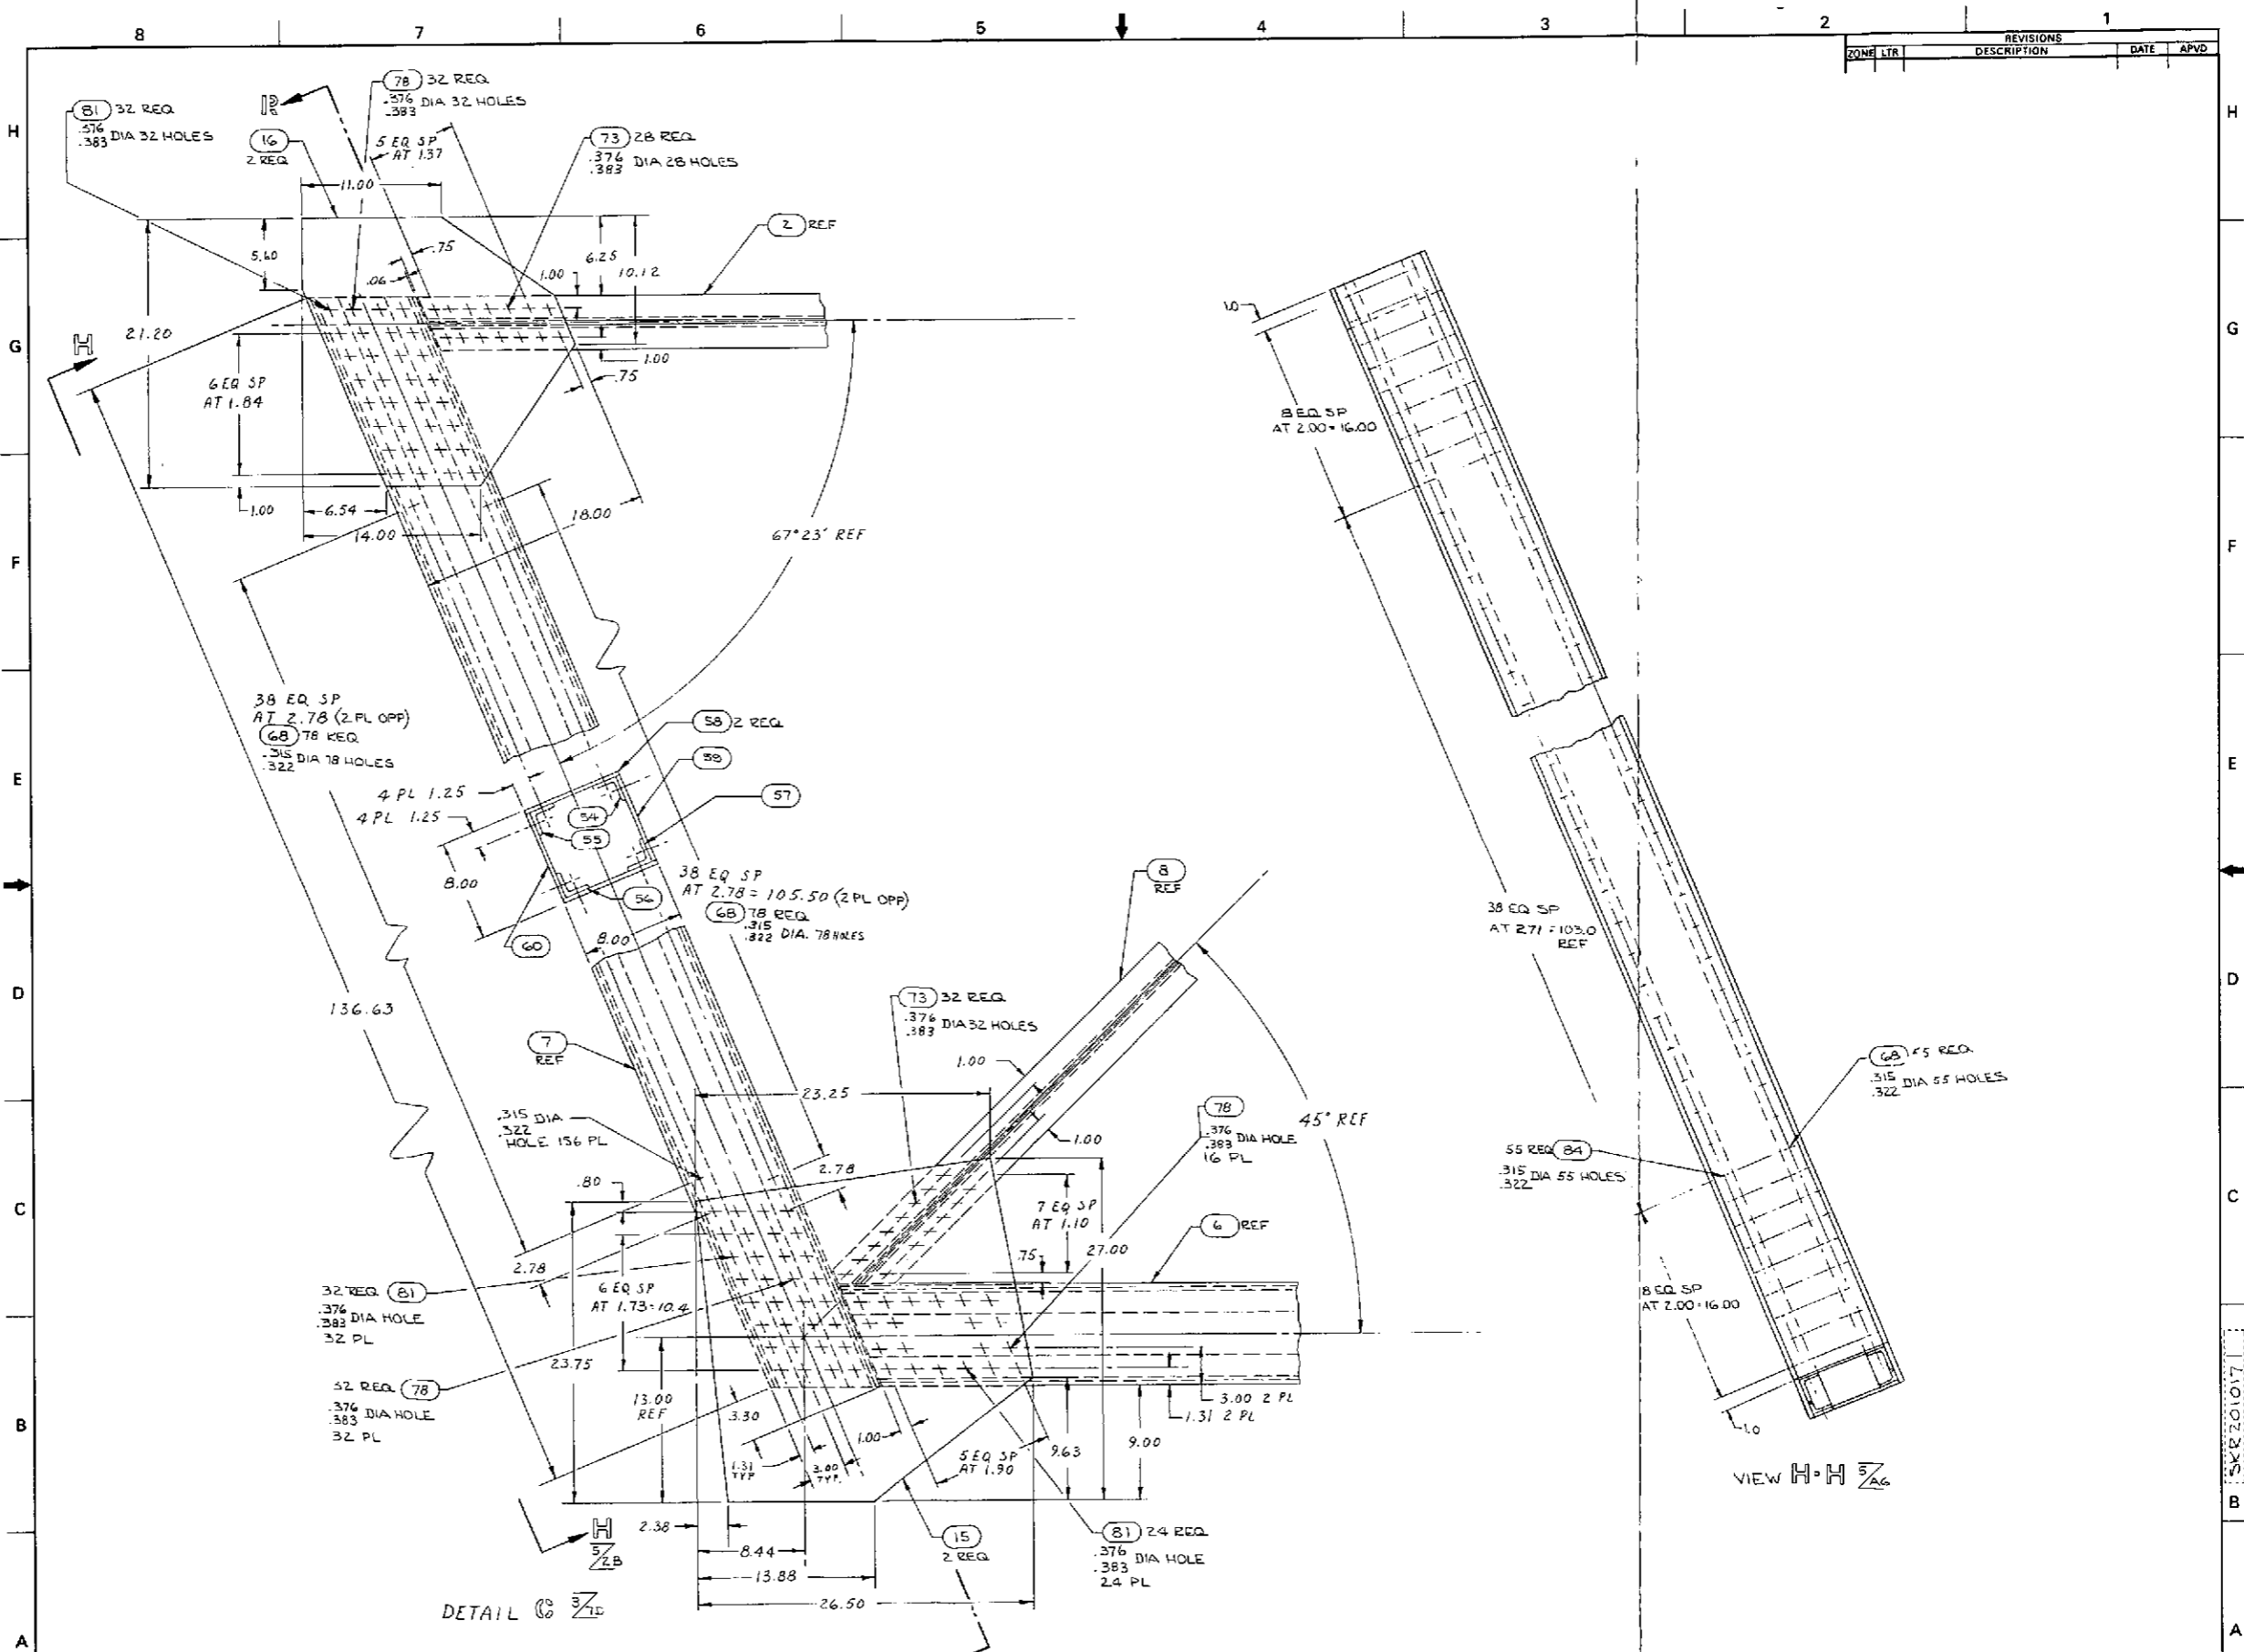 8 7 6 5 4 3 2 1
REVISIONS
ZONE LTR DESCRIPTION DATE APVD
H
G
F
E
D
C
B
A
H
G
F
E
D
C
B
A
81 32 REQ
.376
.383 DIA 32 HOLES
16
2 REQ
R
78 32 REQ
.376
.383 DIA 32 HOLES
5 EQ SP
AT 1.37
73 28 REQ
.376
.383 DIA 28 HOLES
2 REF
11.00
5.60
.75
.06
1.00
6.25
10.12
21.20
H
6 EQ SP
AT 1.84
1.00
.75
1.00
6.54
14.00
18.00
67°23' REF
38 EQ SP
AT 2.78 (2 PL OPP)
68 78 REQ
.315
.322 DIA 78 HOLES
58 2 REQ
59
57
4 PL 1.25
4 PL 1.25
54
55
8.00
56
60
38 EQ SP
AT 2.78 = 105.50 (2 PL OPP)
68 78 REQ
.315
.322 DIA. 78 HOLES
8.00
8
REF
136.63
7
REF
73 32 REQ
.376
.383 DIA 32 HOLES
1.00
23.25
.315 DIA
.322
HOLE 156 PL
78
.376
.383 DIA HOLE
16 PL
45° REF
1.00
2.78
.80
7 EQ SP
AT 1.10
6 REF
.75
27.00
2.78
32 REQ 81
.376
.383 DIA HOLE
32 PL
6 EQ SP
AT 1.73=10.4
23.75
32 REQ 78
.376
.383 DIA HOLE
32 PL
13.00
REF
3.30
1.31
TYP
3.00
TYP.
1.00
5 EQ SP
AT 1.90
9.63
9.00
3.00 2 PL
1.31 2 PL
H
5/2B
2.38
8.44
13.88
26.50
15
2 REQ
81 24 REQ
.376
.383 DIA HOLE
24 PL
DETAIL C 3/7D
8 EQ SP
AT 2.00=16.00
38 EQ SP
AT 2.71=103.0
REF
68 55 REQ
.315
.322 DIA 55 HOLES
55 REQ 84
.315
.322 DIA 55 HOLES
8 EQ SP
AT 2.00=16.00
1.0
VIEW H-H 5/A6
SKR201017